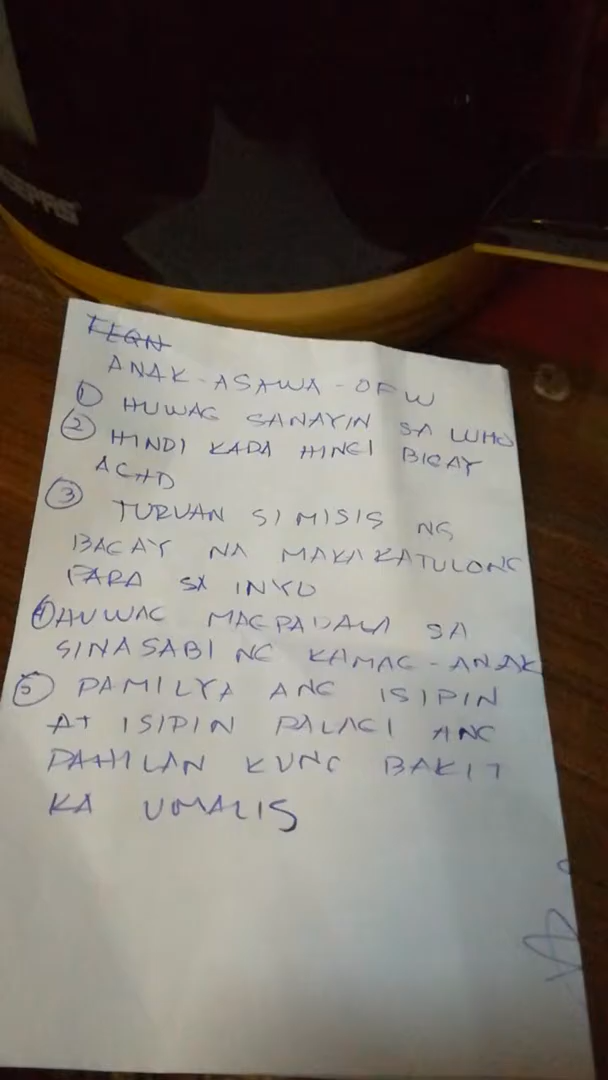 ANAK-ASAWA-OFW
① HUWAG SANAYIN SA
② HINDI KADA HINGI BIGAY
AGAD
③ TURUAN SI MISIS NG
BAGAY NA MAKAKATULONG
PARA SA INYO
④ HUWAG MAGPADALA SA
SINASABI NG KAMAG-ANAK
⑤ PAMILYA ANG ISIPIN
AT ISIPIN PALAGI ANG
DAHILAN KUNG BAKIT
KA UMALIS